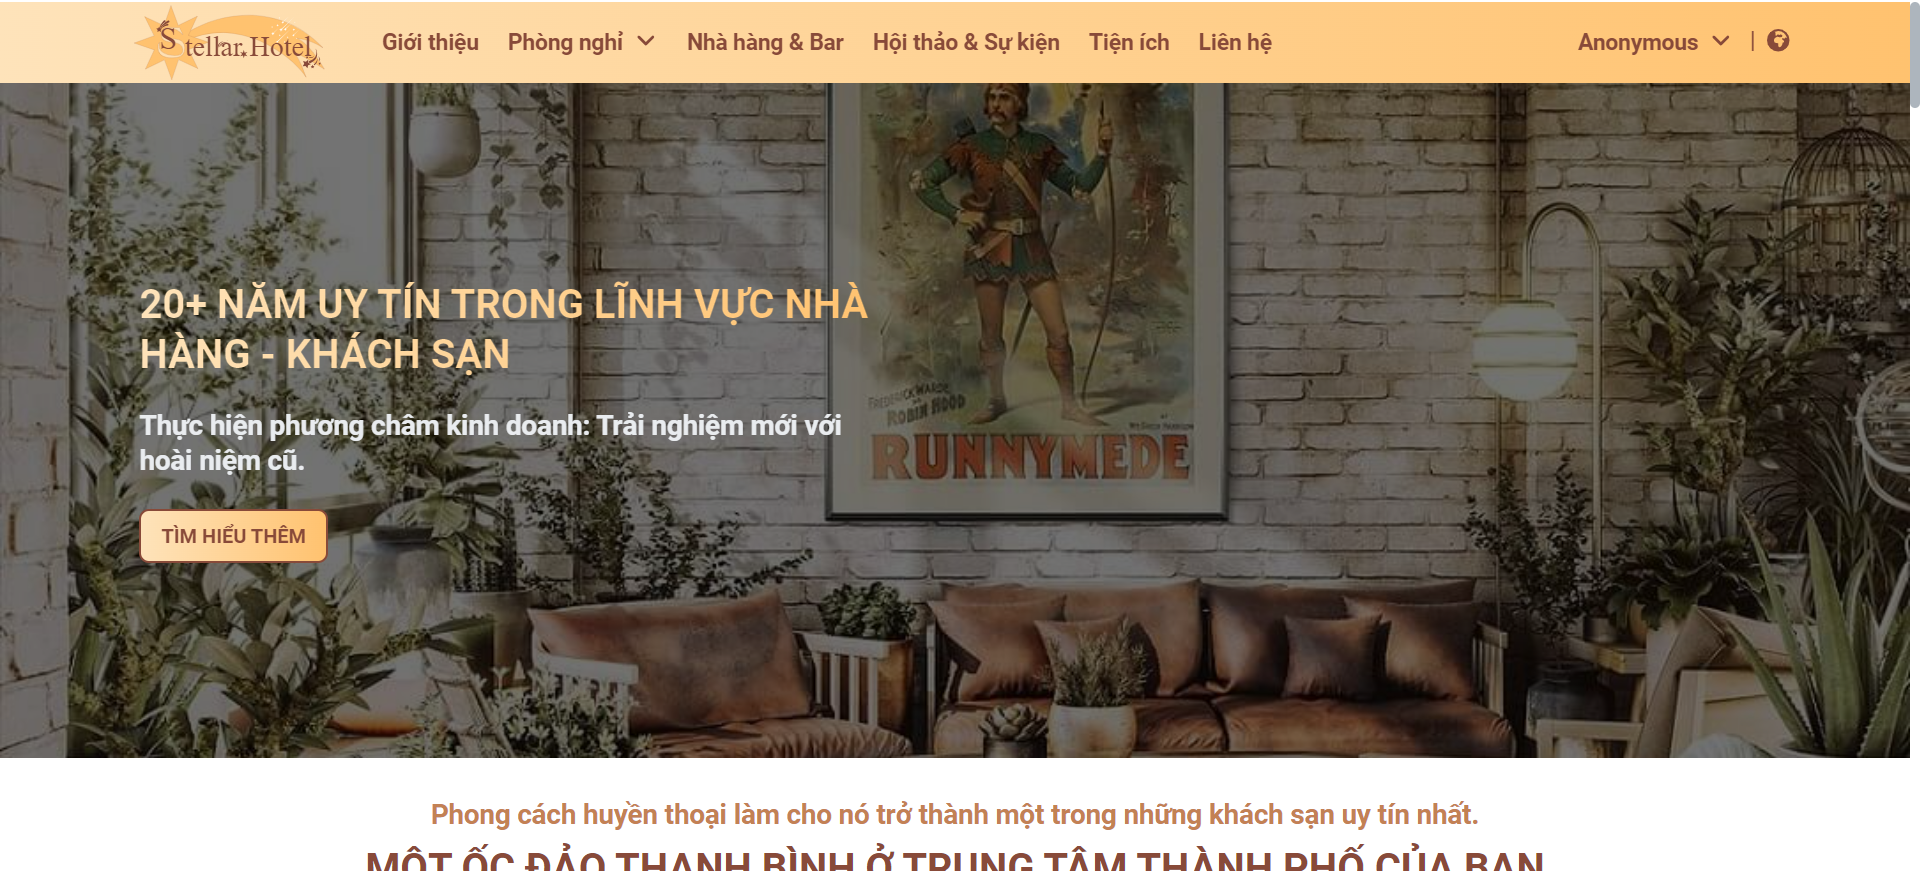 Stellar Hotel
Giới thiệu
Phòng nghỉ
Nhà hàng & Bar
Hội thảo & Sự kiện
Tiện ích
Liên hệ
Anonymous
|
FREDERICK WARDE
ROBIN HOOD
RUNNYMEDE
20+ NĂM UY TÍN TRONG LĨNH VỰC NHÀ
HÀNG - KHÁCH SẠN
Thực hiện phương châm kinh doanh: Trải nghiệm mới với
hoài niệm cũ.
TÌM HIỂU THÊM
Phong cách huyền thoại làm cho nó trở thành một trong những khách sạn uy tín nhất.
MỘT ỐC ĐẢO THANH BÌNH Ở TRUNG TÂM THÀNH PHỐ CỦA BẠN